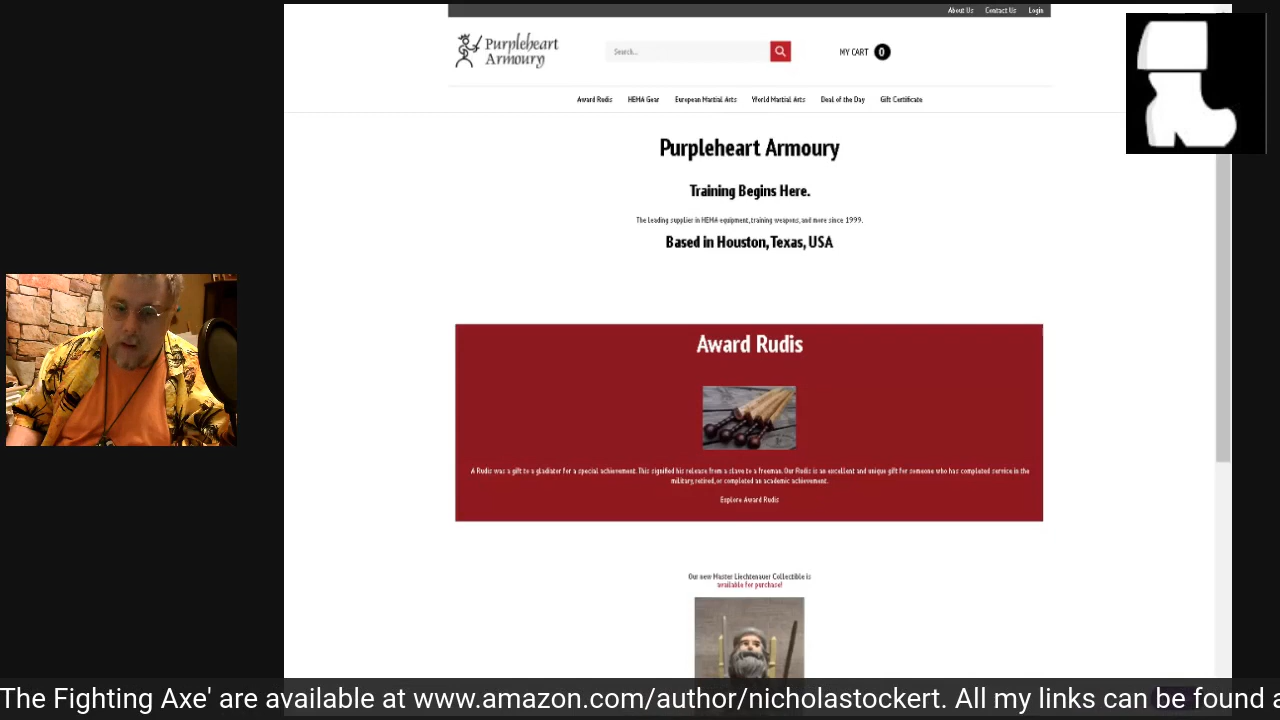 About Us Contact Us Login
Purpleheart
Armoury
Search...
MY CART 0
Award Rudis HEMA Gear European Martial Arts World Martial Arts Deal of the Day Gift Certificate
Purpleheart Armoury
Training Begins Here.
The leading supplier in HEMA equipment, training weapons, and more since 1999.
Based in Houston, Texas, USA
Award Rudis
A Rudis was a gift to a gladiator for a special achievement. This signified his release from a slave to a freeman. Our Rudis is an excellent and unique gift for someone who has completed service in the
military, retired, or completed an academic achievement.
Explore Award Rudis
Our new Master Liechtenauer Collectible is
available for purchase!
The Fighting Axe' are available at www.amazon.com/author/nicholastockert. All my links can be found a